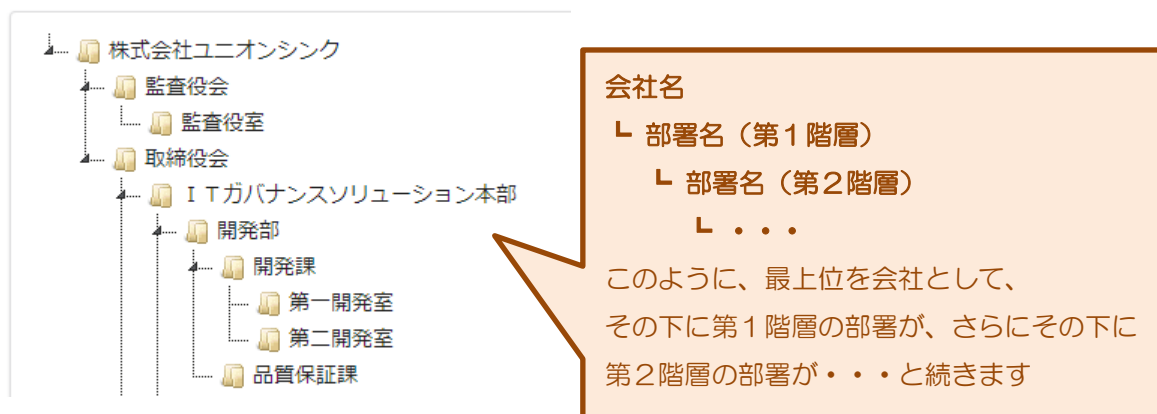 株式会社ユニオンシンク
監査役会
監査役室
取締役会
ＩＴガバナンスソリューション本部
開発部
開発課
第一開発室
第二開発室
品質保証課
会社名
┗ 部署名（第１階層）
┗ 部署名（第２階層）
┗ ・・・
このように、最上位を会社として、
その下に第１階層の部署が、さらにその下に
第２階層の部署が・・・と続きます